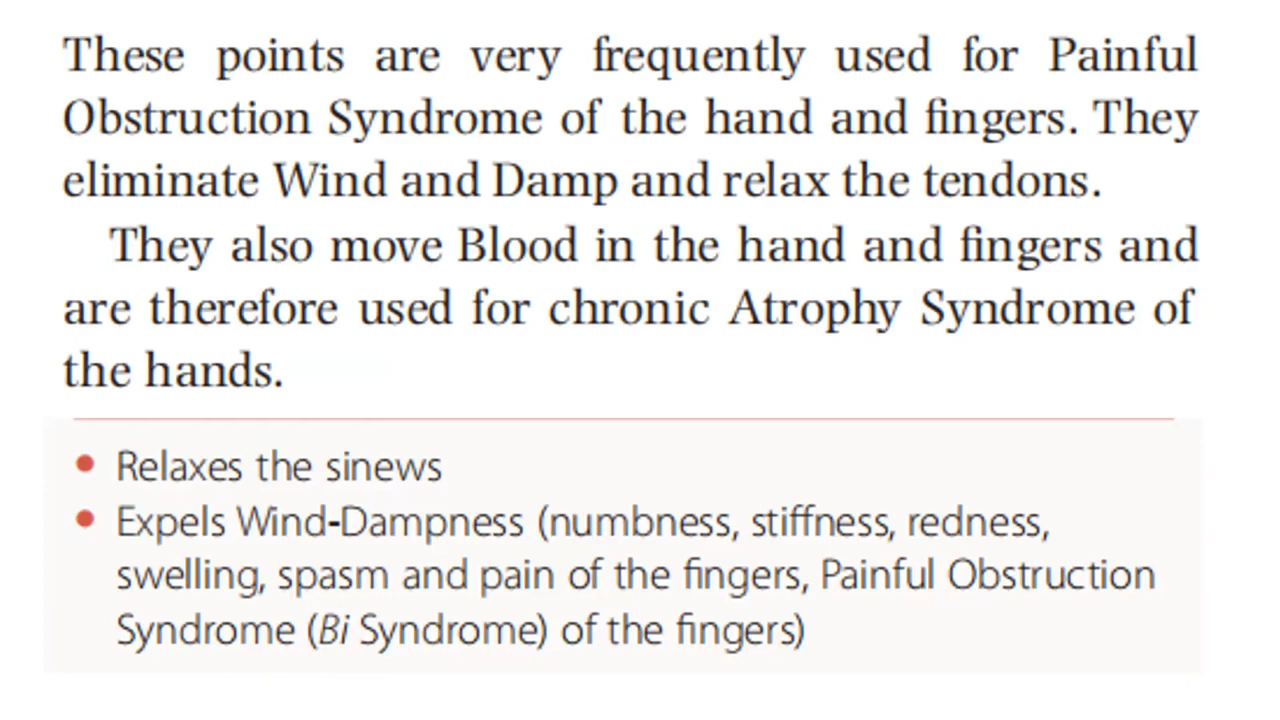 These points are very frequently used for Painful
Obstruction Syndrome of the hand and fingers. They
eliminate Wind and Damp and relax the tendons.
They also move Blood in the hand and fingers and
are therefore used for chronic Atrophy Syndrome of
the hands.
• Relaxes the sinews
• Expels Wind-Dampness (numbness, stiffness, redness,
swelling, spasm and pain of the fingers, Painful Obstruction
Syndrome (Bi Syndrome) of the fingers)